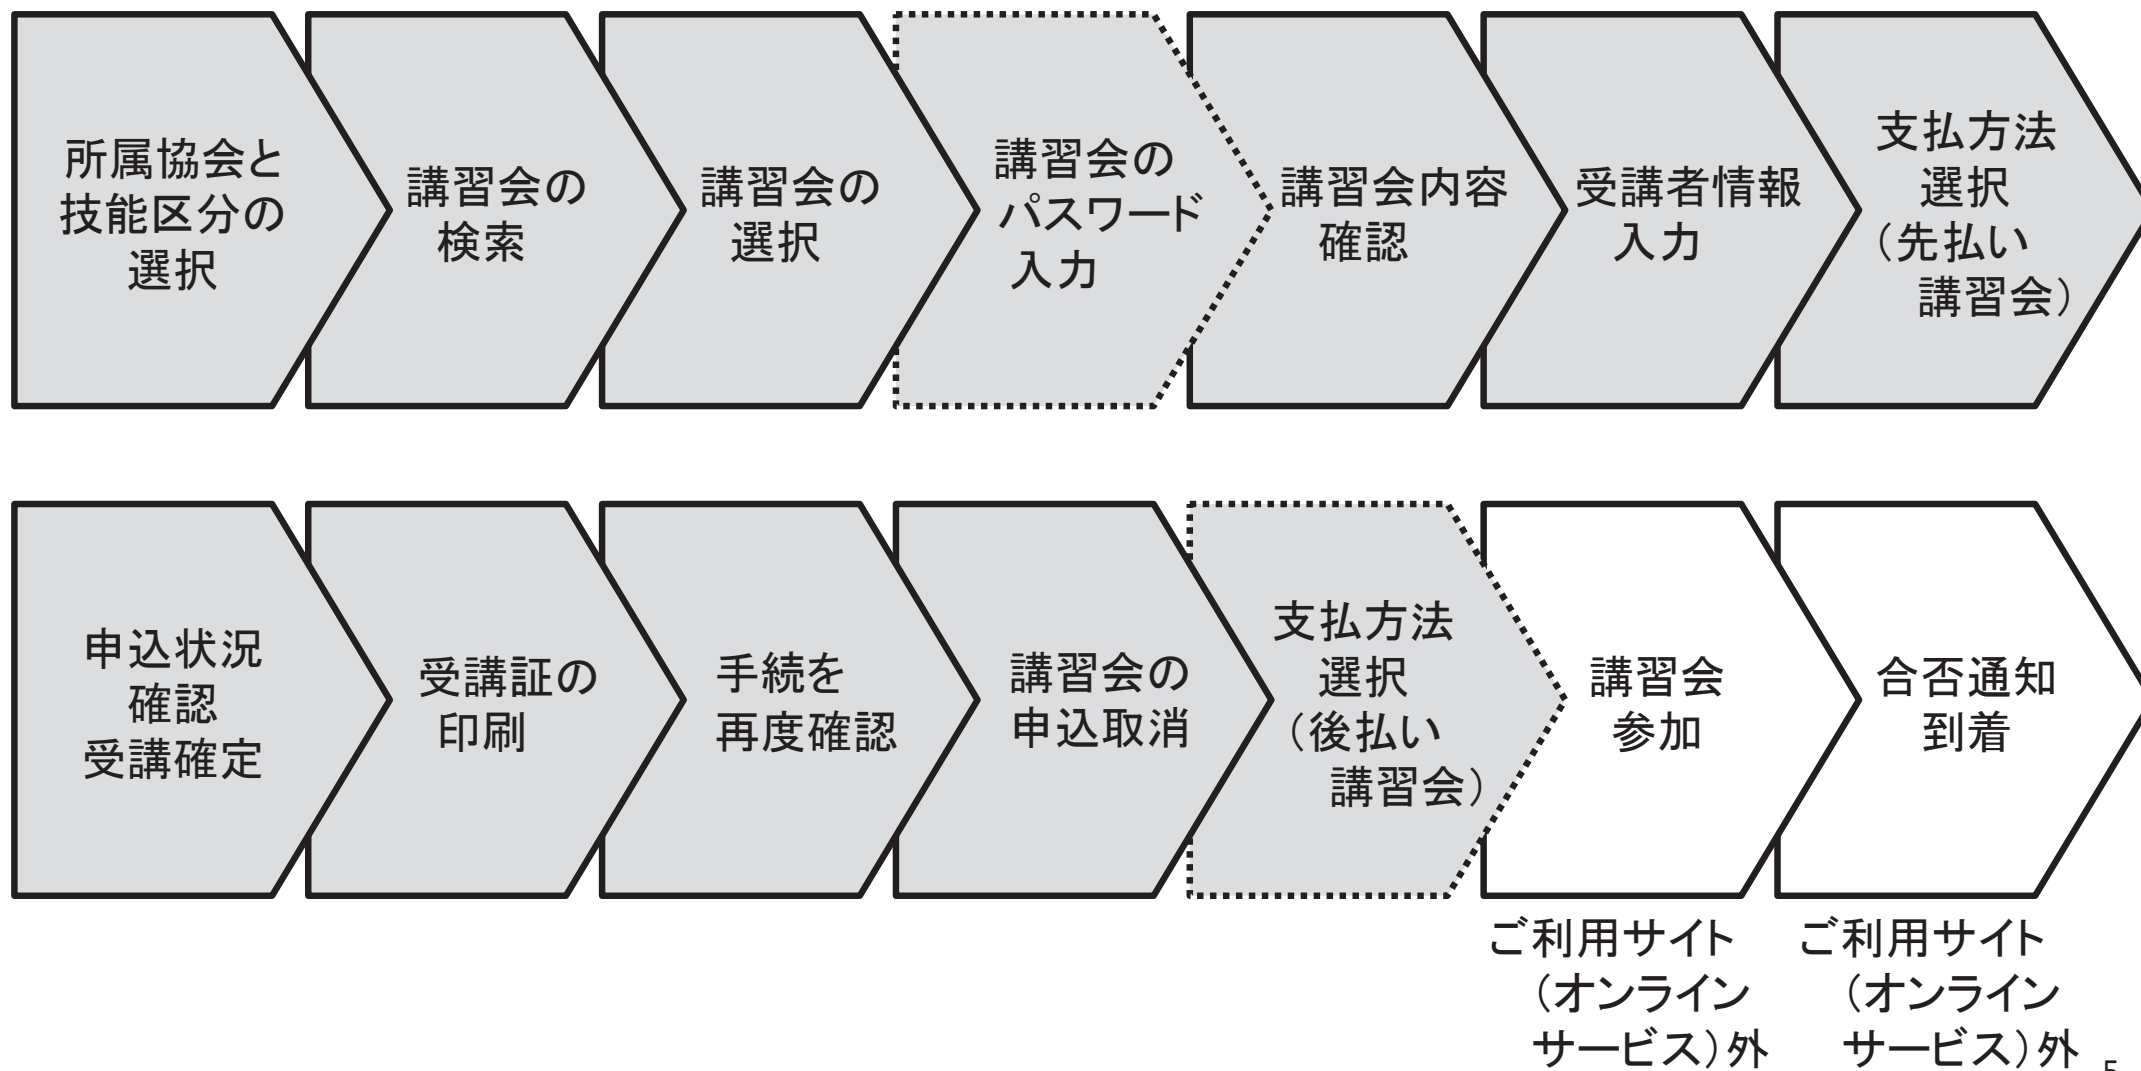 所属協会と
技能区分の
選択
講習会の
検索
講習会の
選択
講習会の
パスワード
入力
講習会内容
確認
受講者情報
入力
支払方法
選択
（先払い
講習会）
申込状況
確認
受講確定
受講証の
印刷
手続を
再度確認
講習会の
申込取消
支払方法
選択
（後払い
講習会）
講習会
参加
合否通知
到着
ご利用サイト
（オンライン
サービス）外
ご利用サイト
（オンライン
サービス）外
5